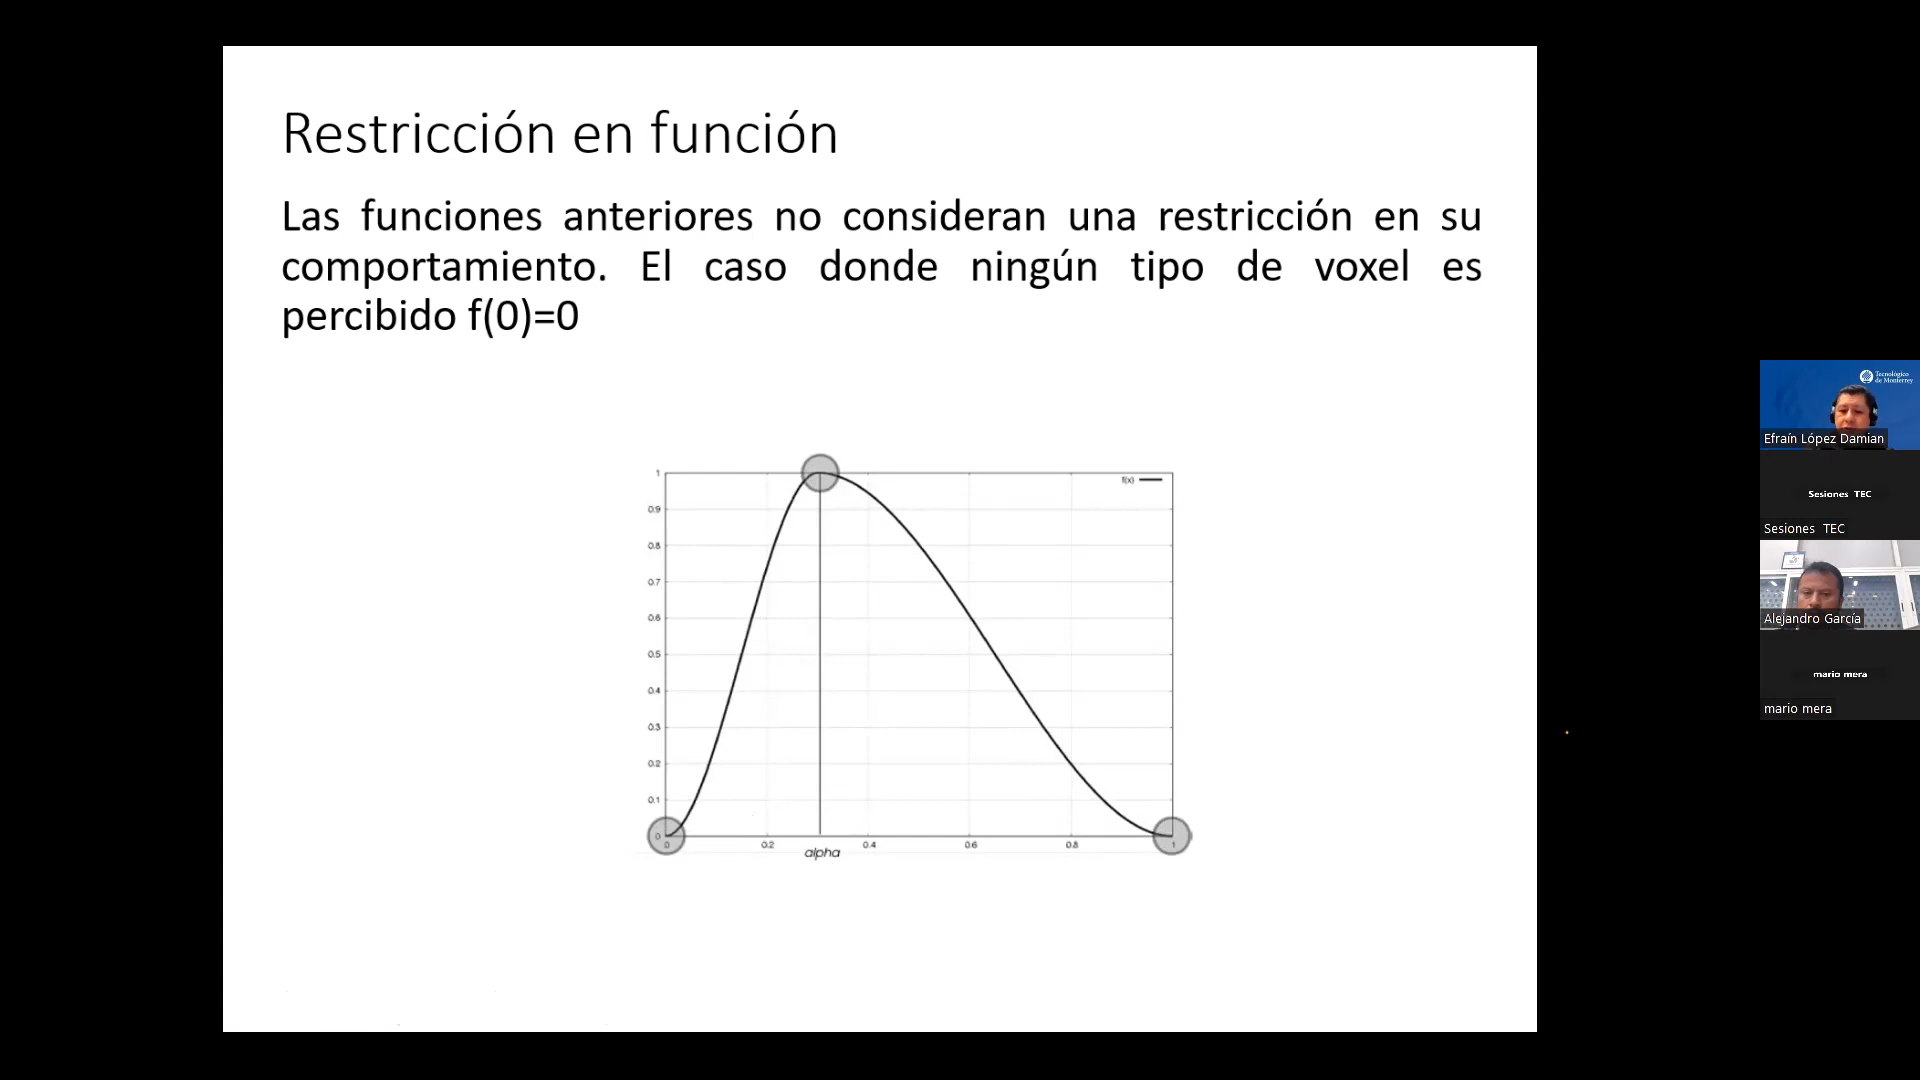 Restricción en función
Las funciones anteriores no consideran una restricción en su
comportamiento. El caso donde ningún tipo de voxel es
percibido f(0)=0
1
f(x)
0.9
0.8
0.7
0.6
0.5
0.4
0.3
0.2
0.1
0
0
0.2
0.4
0.6
0.8
1
alpha
Tecnológico
de Monterrey
Efraín López Damian
Sesiones TEC
Sesiones TEC
Alejandro García
mario mera
mario mera